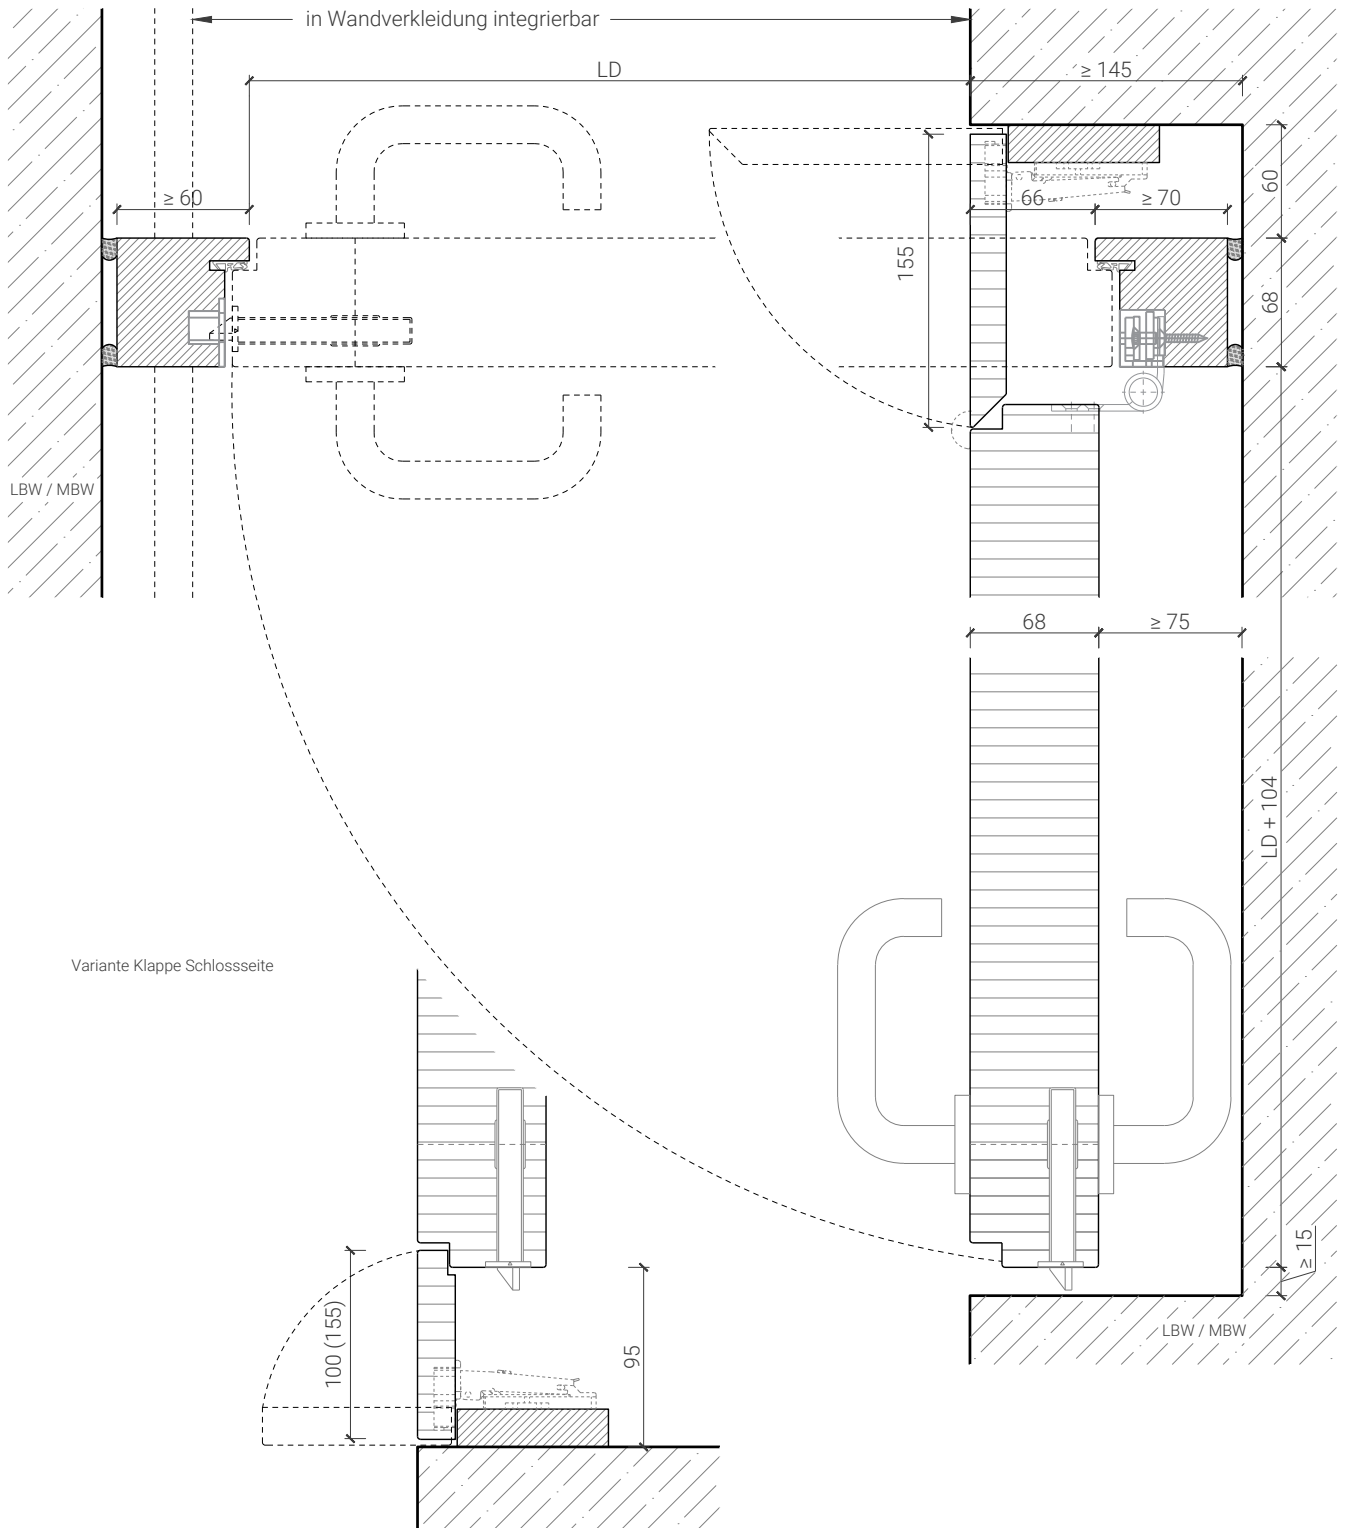 in Wandverkleidung integrierbar
LD
≥ 145
≥ 60
66
≥ 70
60
155
68
LBW / MBW
68
≥ 75
LD + 104
Variante Klappe Schlossseite
≥ 15
LBW / MBW
100 (155)
95